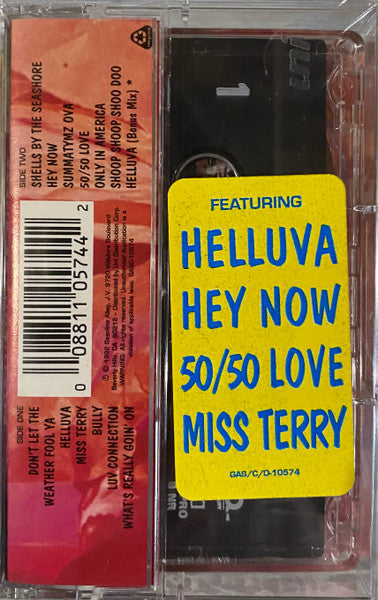 SIDE TWO
SHELLS BY THE SEASHORE
HEY NOW
SUMMATYMZ OVA
50/50 LOVE
ONLY IN AMERICA
SHOOP SHOOP SHOO DOO
HELLUVA (Bonus Mix) *
0 08811 05744 2
SIDE ONE
DON'T LET THE
WEATHER FOOL YA
HELLUVA
MISS TERRY
BULLY
LUV CONNECTION
WHAT'S REALLY GOIN' ON
1
FEATURING
HELLUVA
HEY NOW
50/50 LOVE
MISS TERRY
GAS/C/D-10574